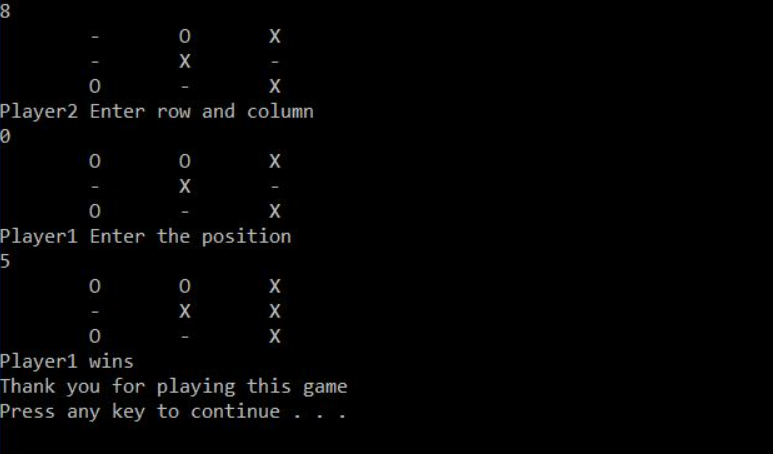 8
- O X
- X -
O - X
Player2 Enter row and column
0
O O X
- X -
O - X
Player1 Enter the position
5
O O X
- X X
O - X
Player1 wins
Thank you for playing this game
Press any key to continue . . .